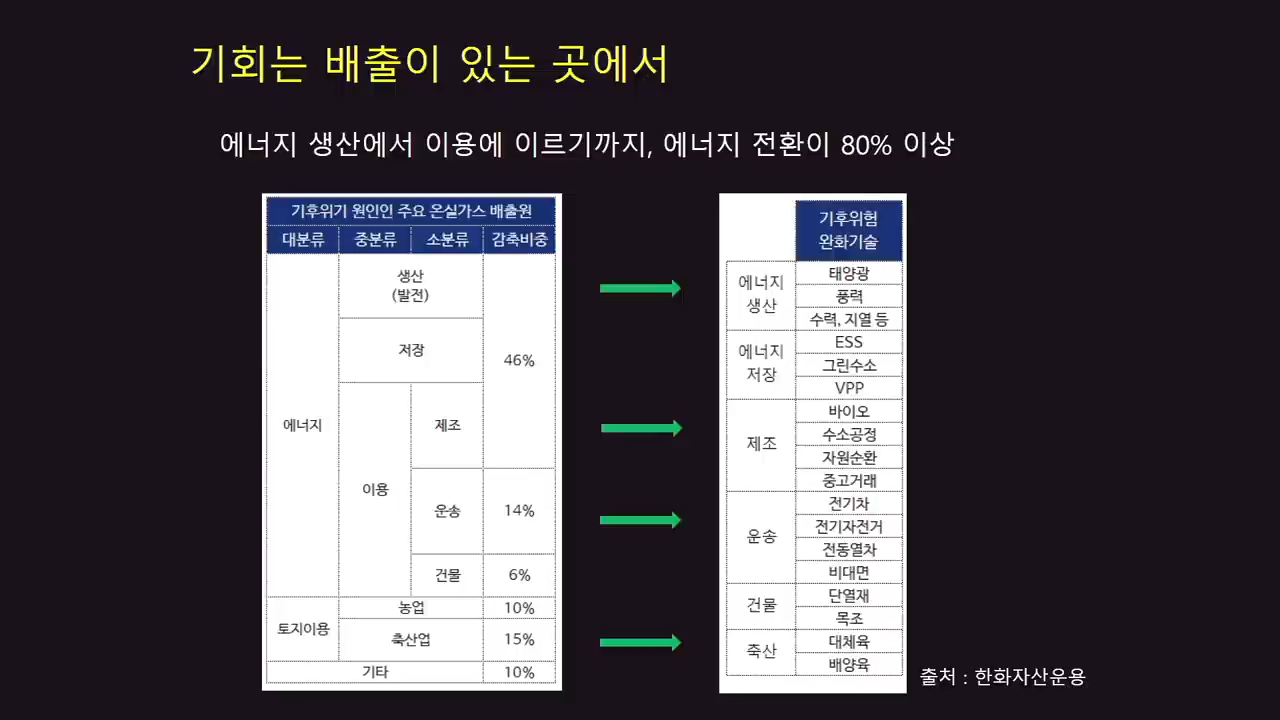 기회는 배출이 있는 곳에서
에너지 생산에서 이용에 이르기까지, 에너지 전환이 80% 이상
기후위기 원인인 주요 온실가스 배출원
대분류 중분류 소분류 감축비중
에너지
생산
(발전)
저장
46%
이용
제조
운송 14%
건물 6%
토지이용
농업 10%
축산업 15%
기타 10%
기후위험
완화기술
에너지
생산
태양광
풍력
수력, 지열 등
에너지
저장
ESS
그린수소
VPP
제조
바이오
수소공정
자원순환
중고거래
운송
전기차
전기자전거
전동열차
비대면
건물
단열재
목조
축산
대체육
배양육
출처 : 한화자산운용